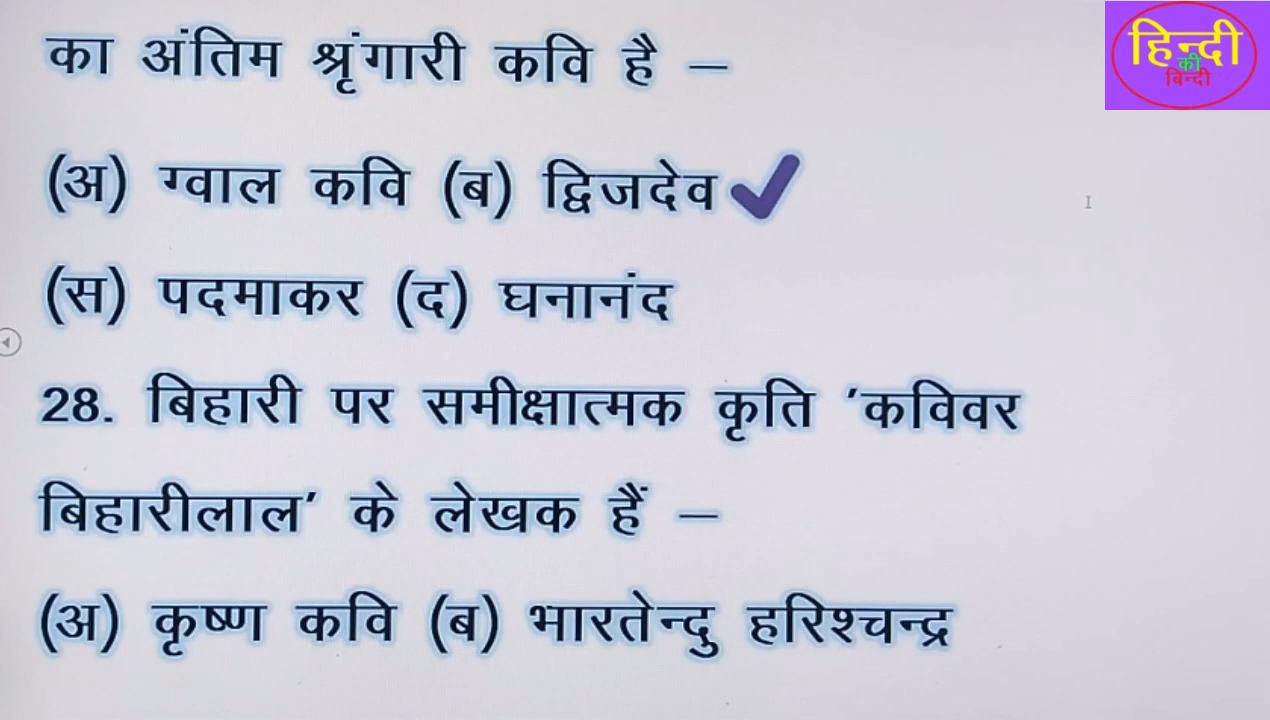 का अंतिम श्रृंगारी कवि है –
हिन्दी
की
बिन्दी
(अ) ग्वाल कवि (ब) द्विजदेव
(स) पदमाकर (द) घनानंद
28. बिहारी पर समीक्षात्मक कृति 'कविवर
बिहारीलाल' के लेखक हैं –
(अ) कृष्ण कवि (ब) भारतेन्दु हरिश्चन्द्र